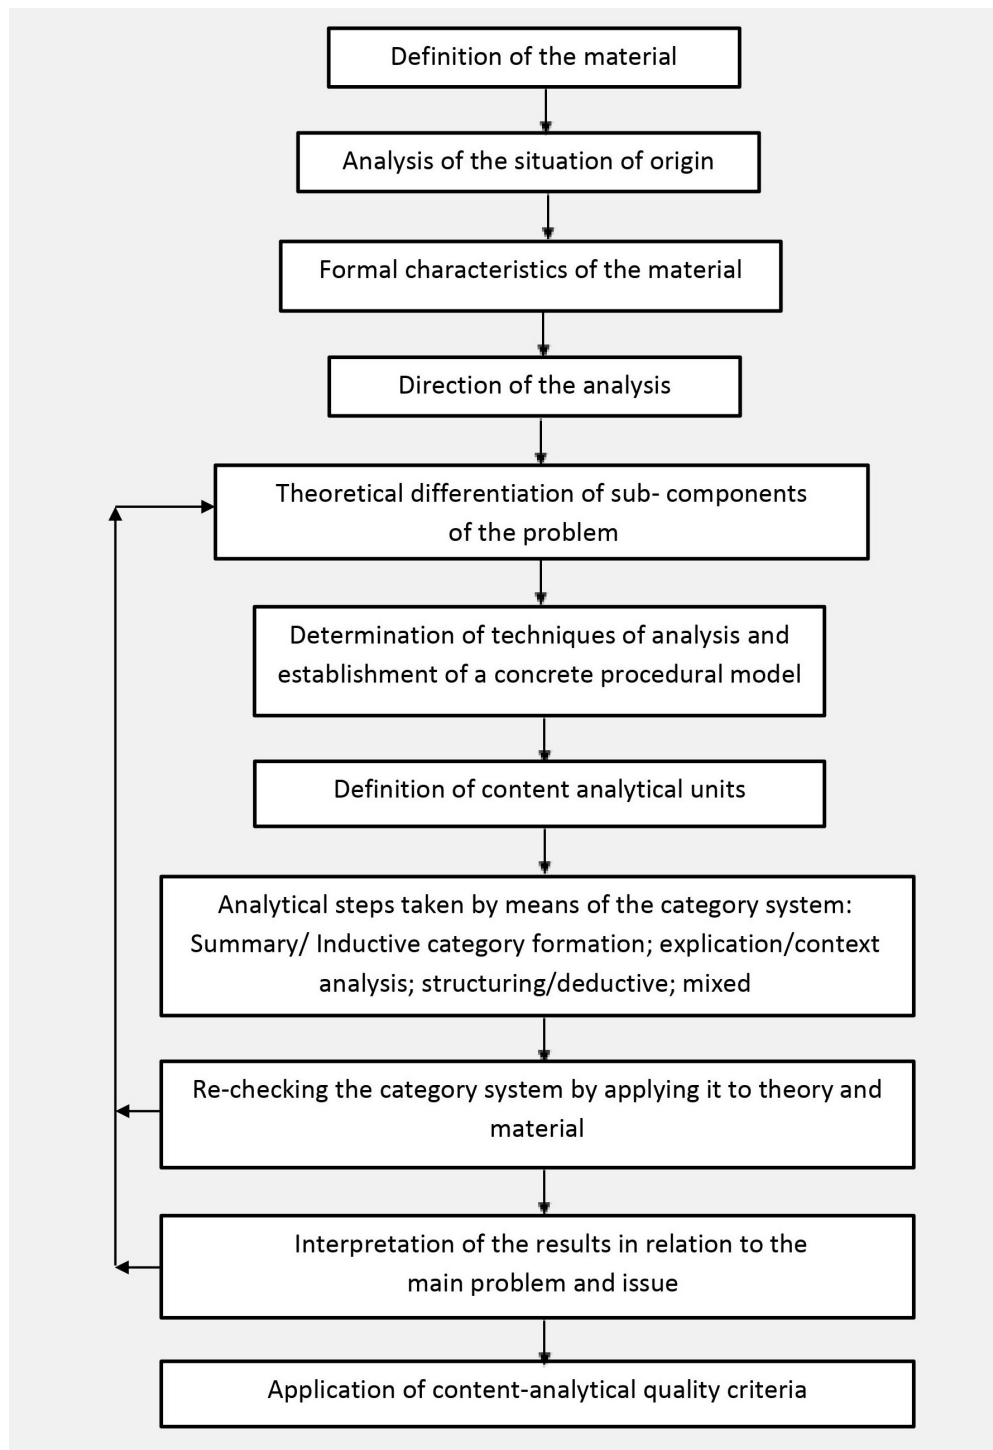 Definition of the material
Analysis of the situation of origin
Formal characteristics of the material
Direction of the analysis
Theoretical differentiation of sub- components
of the problem
Determination of techniques of analysis and
establishment of a concrete procedural model
Definition of content analytical units
Analytical steps taken by means of the category system:
Summary/ Inductive category formation; explication/context
analysis; structuring/deductive; mixed
Re-checking the category system by applying it to theory and
material
Interpretation of the results in relation to the
main problem and issue
Application of content-analytical quality criteria